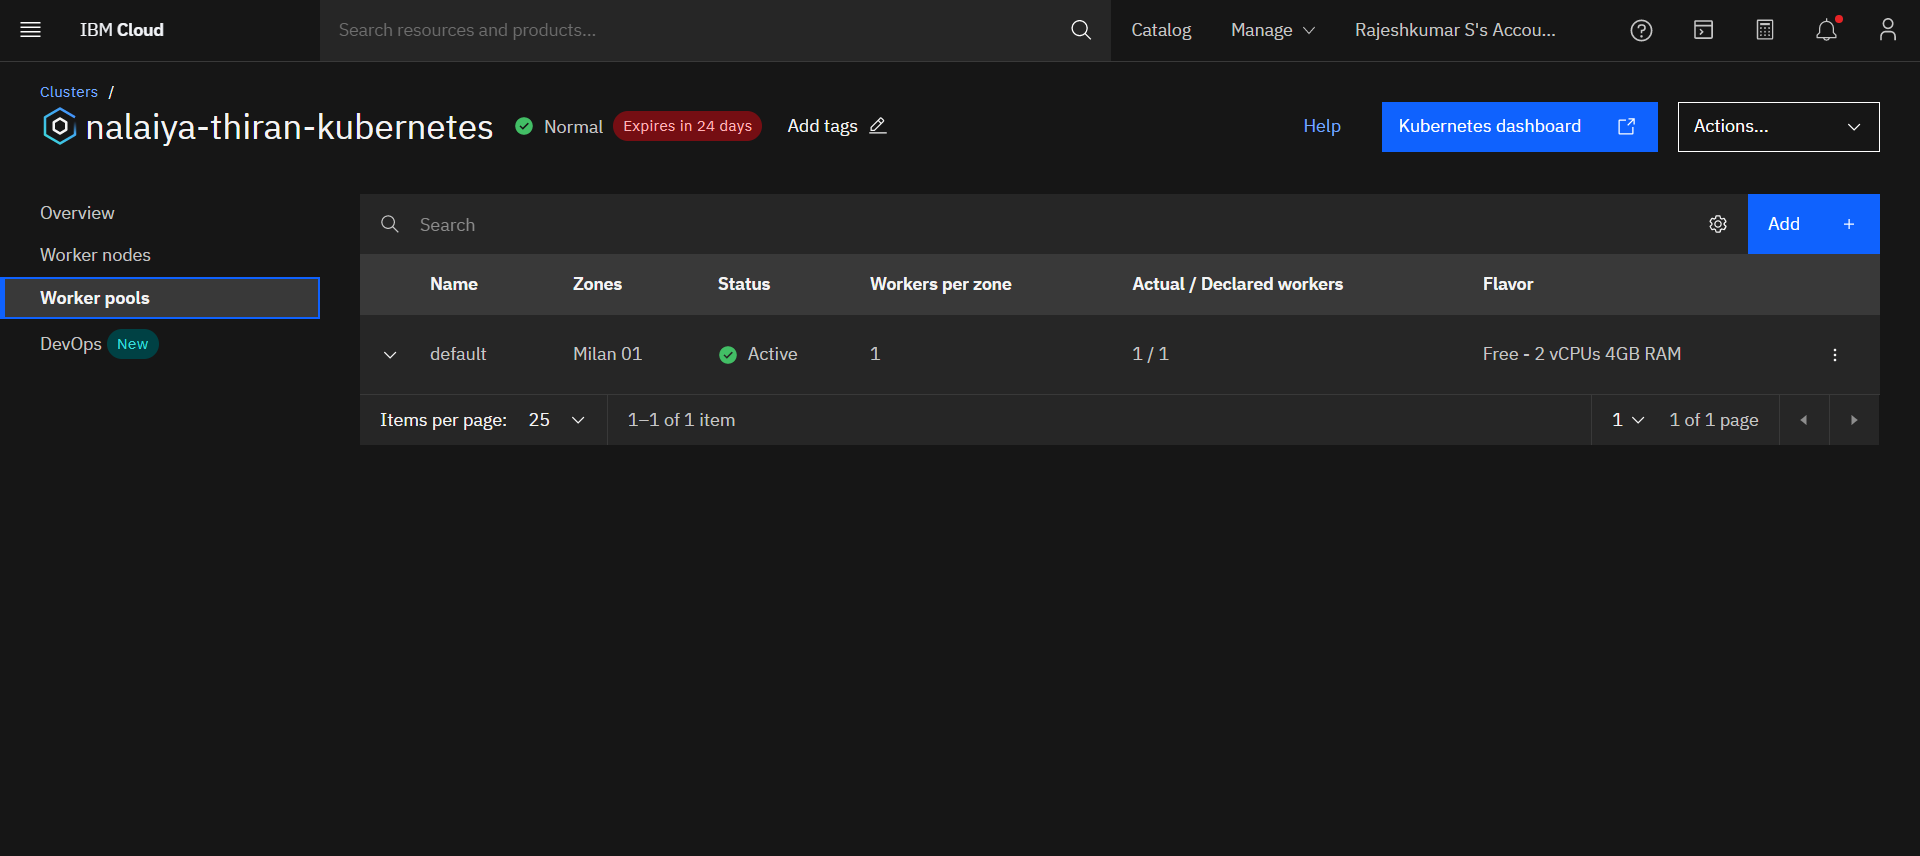 IBM Cloud
Search resources and products...
Catalog
Manage
Rajeshkumar S's Accou...
Clusters /
nalaiya-thiran-kubernetes
Normal
Expires in 24 days
Add tags
Help
Kubernetes dashboard
Actions...
Overview
Worker nodes
Worker pools
DevOps New
Search
Add +
Name Zones Status Workers per zone Actual / Declared workers Flavor
default Milan 01 Active 1 1 / 1 Free - 2 vCPUs 4GB RAM
Items per page: 25 1–1 of 1 item 1 1 of 1 page